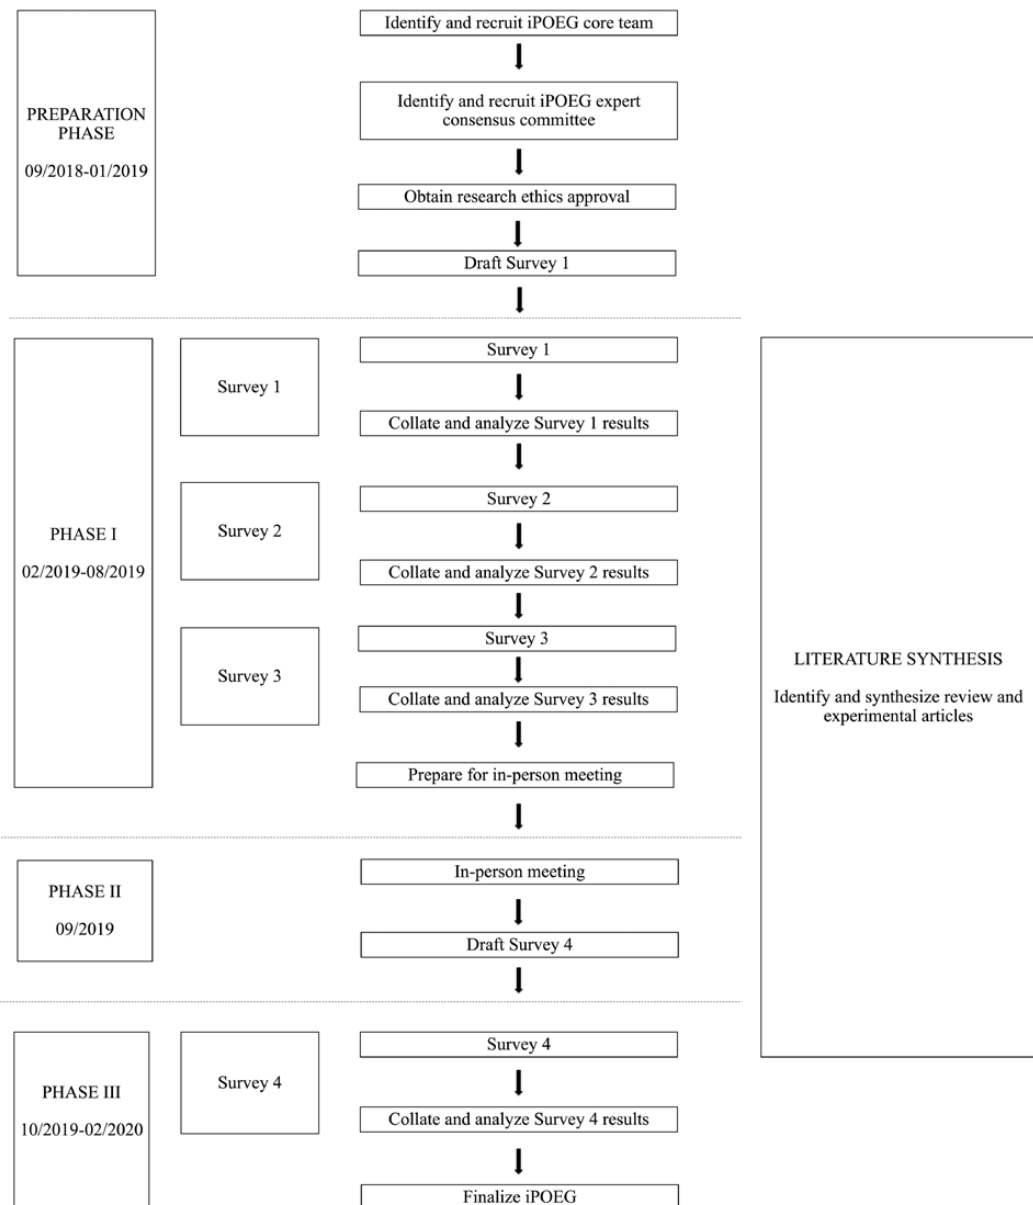 Identify and recruit iPOEG core team
PREPARATION
PHASE
09/2018-01/2019
Identify and recruit iPOEG expert
consensus committee
Obtain research ethics approval
Draft Survey 1
PHASE I
02/2019-08/2019
Survey 1
Survey 1
Collate and analyze Survey 1 results
Survey 2
Survey 2
Collate and analyze Survey 2 results
Survey 3
Survey 3
Collate and analyze Survey 3 results
Prepare for in-person meeting
LITERATURE SYNTHESIS
Identify and synthesize review and
experimental articles
PHASE II
09/2019
In-person meeting
Draft Survey 4
PHASE III
10/2019-02/2020
Survey 4
Survey 4
Collate and analyze Survey 4 results
Finalize iPOEG